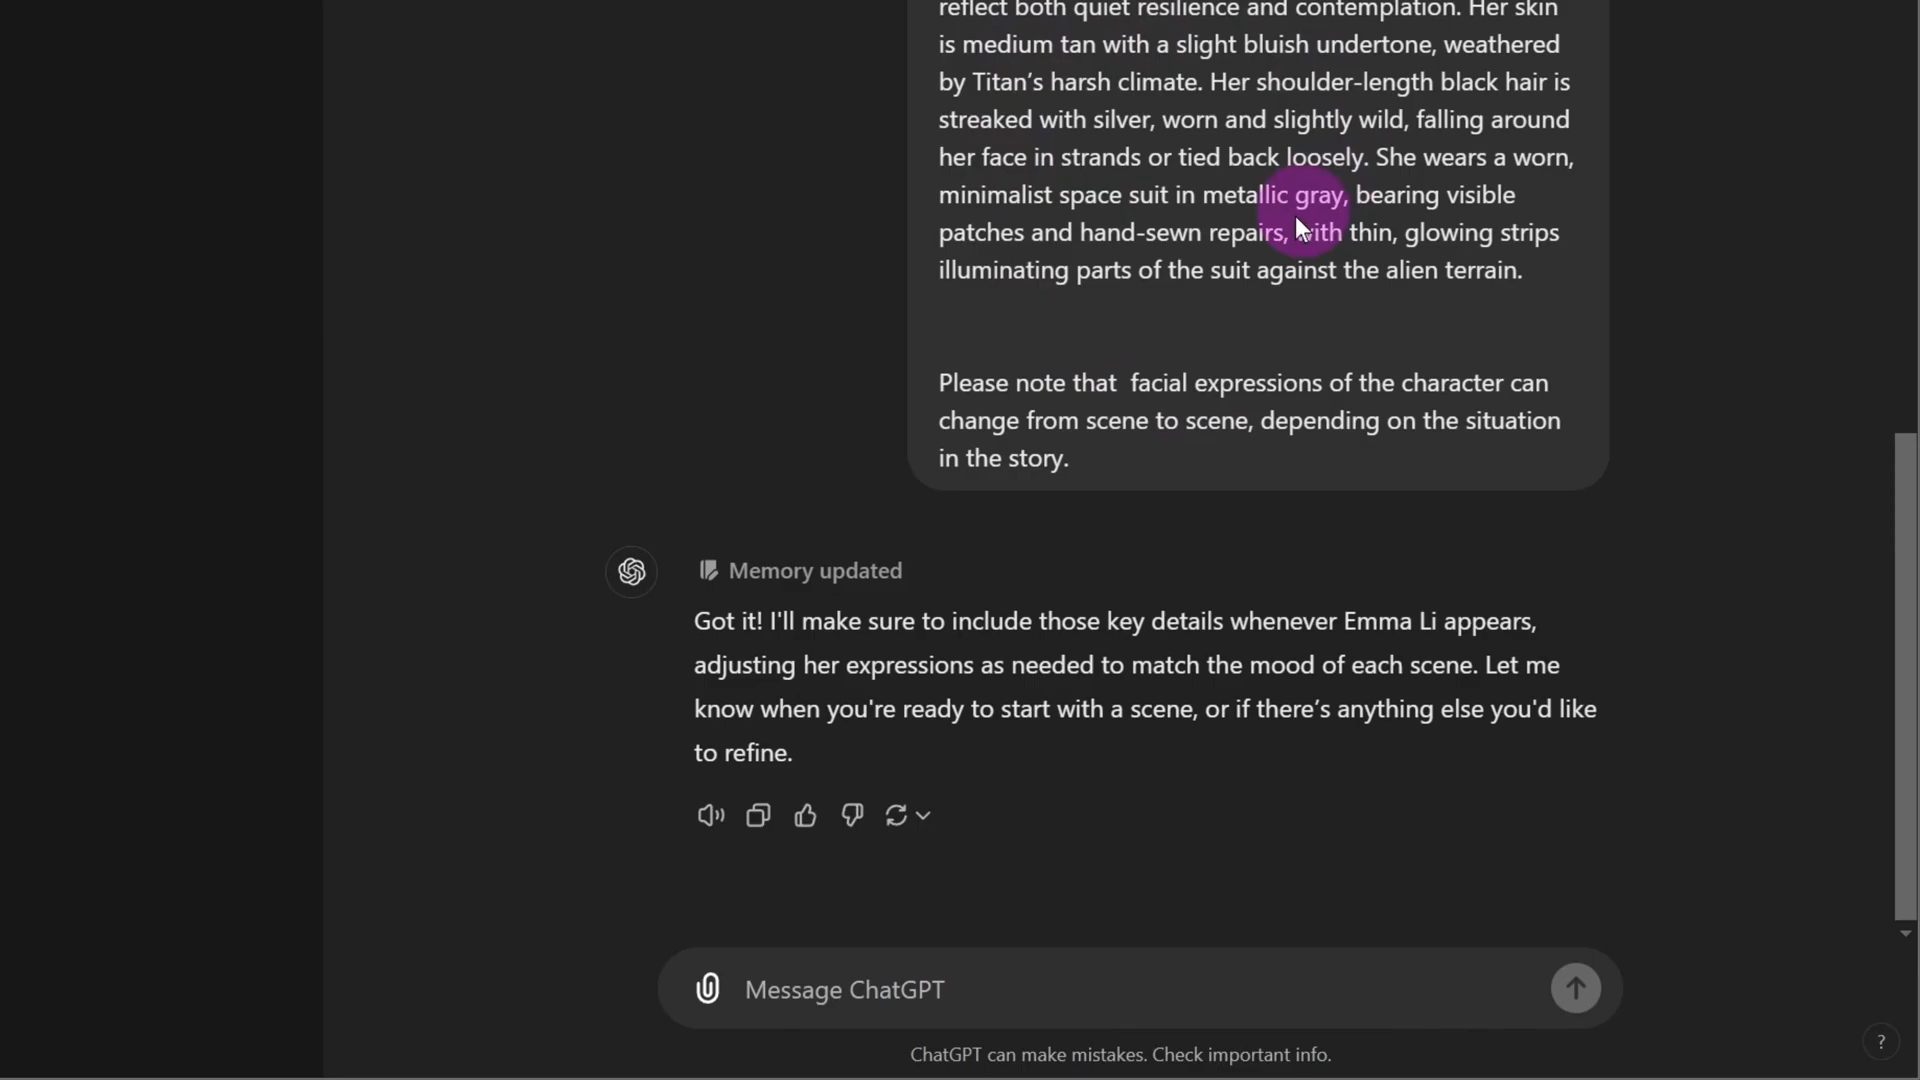 reflect both quiet resilience and contemplation. Her skin
is medium tan with a slight bluish undertone, weathered
by Titan’s harsh climate. Her shoulder-length black hair is
streaked with silver, worn and slightly wild, falling around
her face in strands or tied back loosely. She wears a worn,
minimalist space suit in metallic gray, bearing visible
patches and hand-sewn repairs, with thin, glowing strips
illuminating parts of the suit against the alien terrain.
Please note that  facial expressions of the character can
change from scene to scene, depending on the situation
in the story.
Memory updated
Got it! I'll make sure to include those key details whenever Emma Li appears,
adjusting her expressions as needed to match the mood of each scene. Let me
know when you're ready to start with a scene, or if there’s anything else you'd like
to refine.
Message ChatGPT
ChatGPT can make mistakes. Check important info.
?